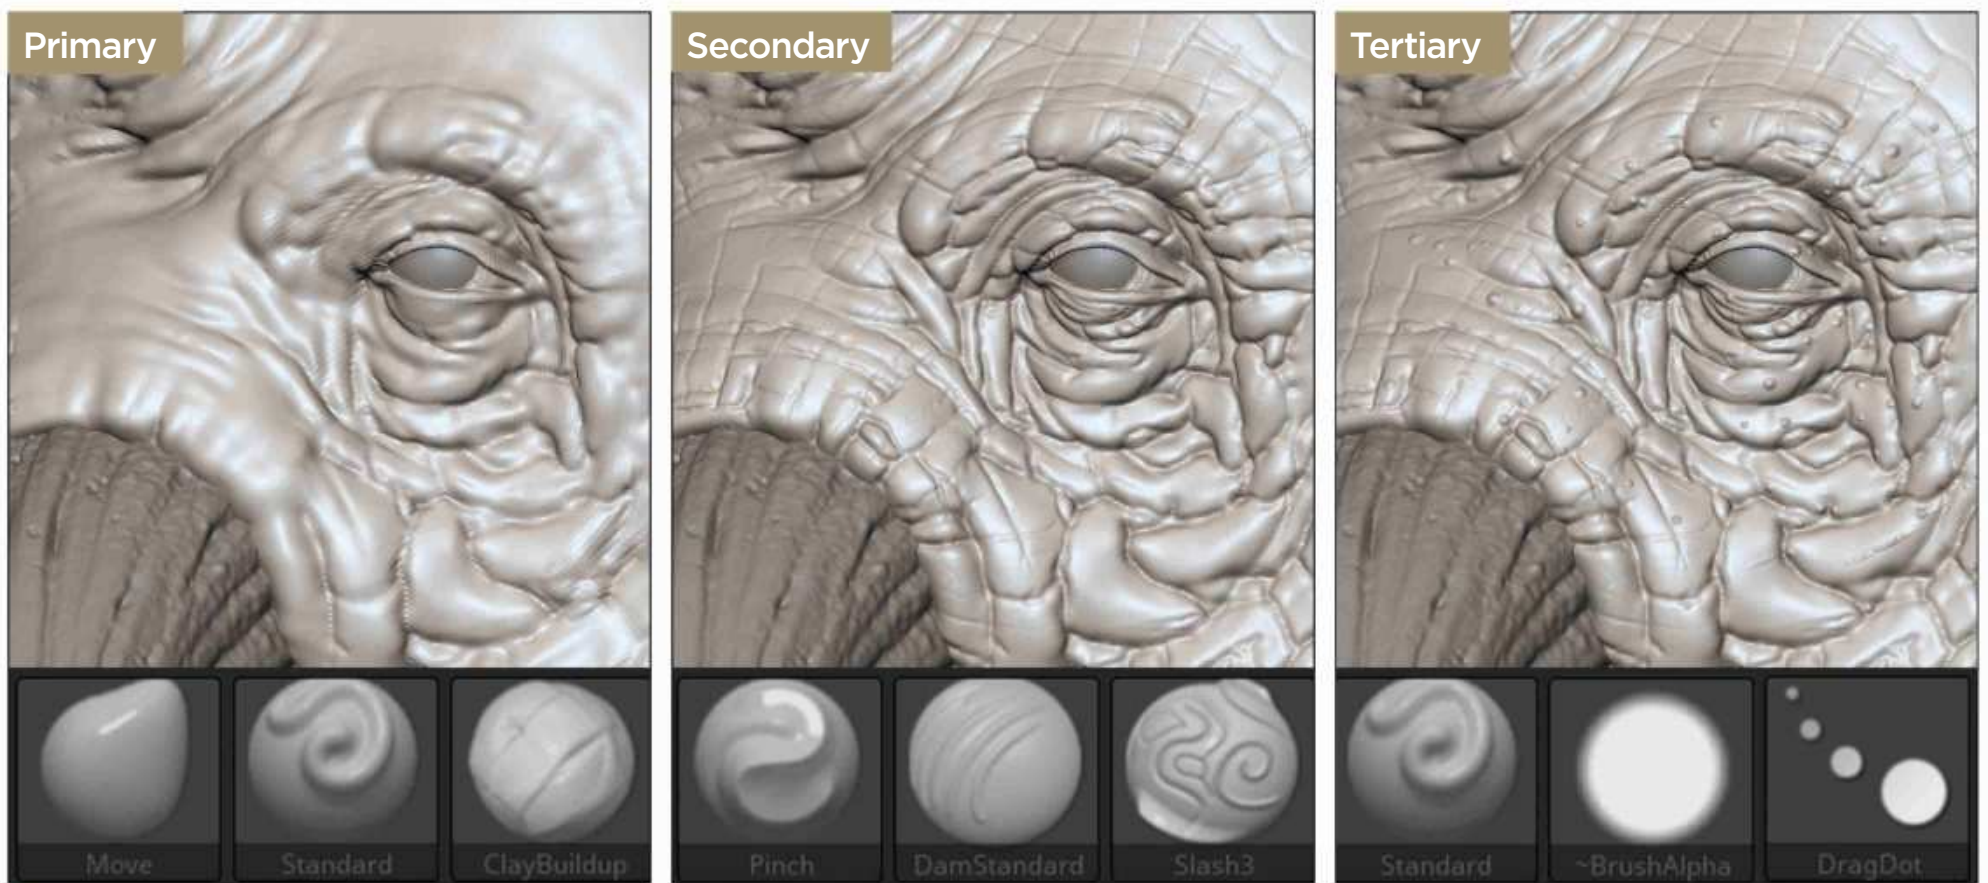 Primary
Secondary
Tertiary
Move
Standard
ClayBuildup
Pinch
DamStandard
Slash3
Standard
~BrushAlpha
DragDot